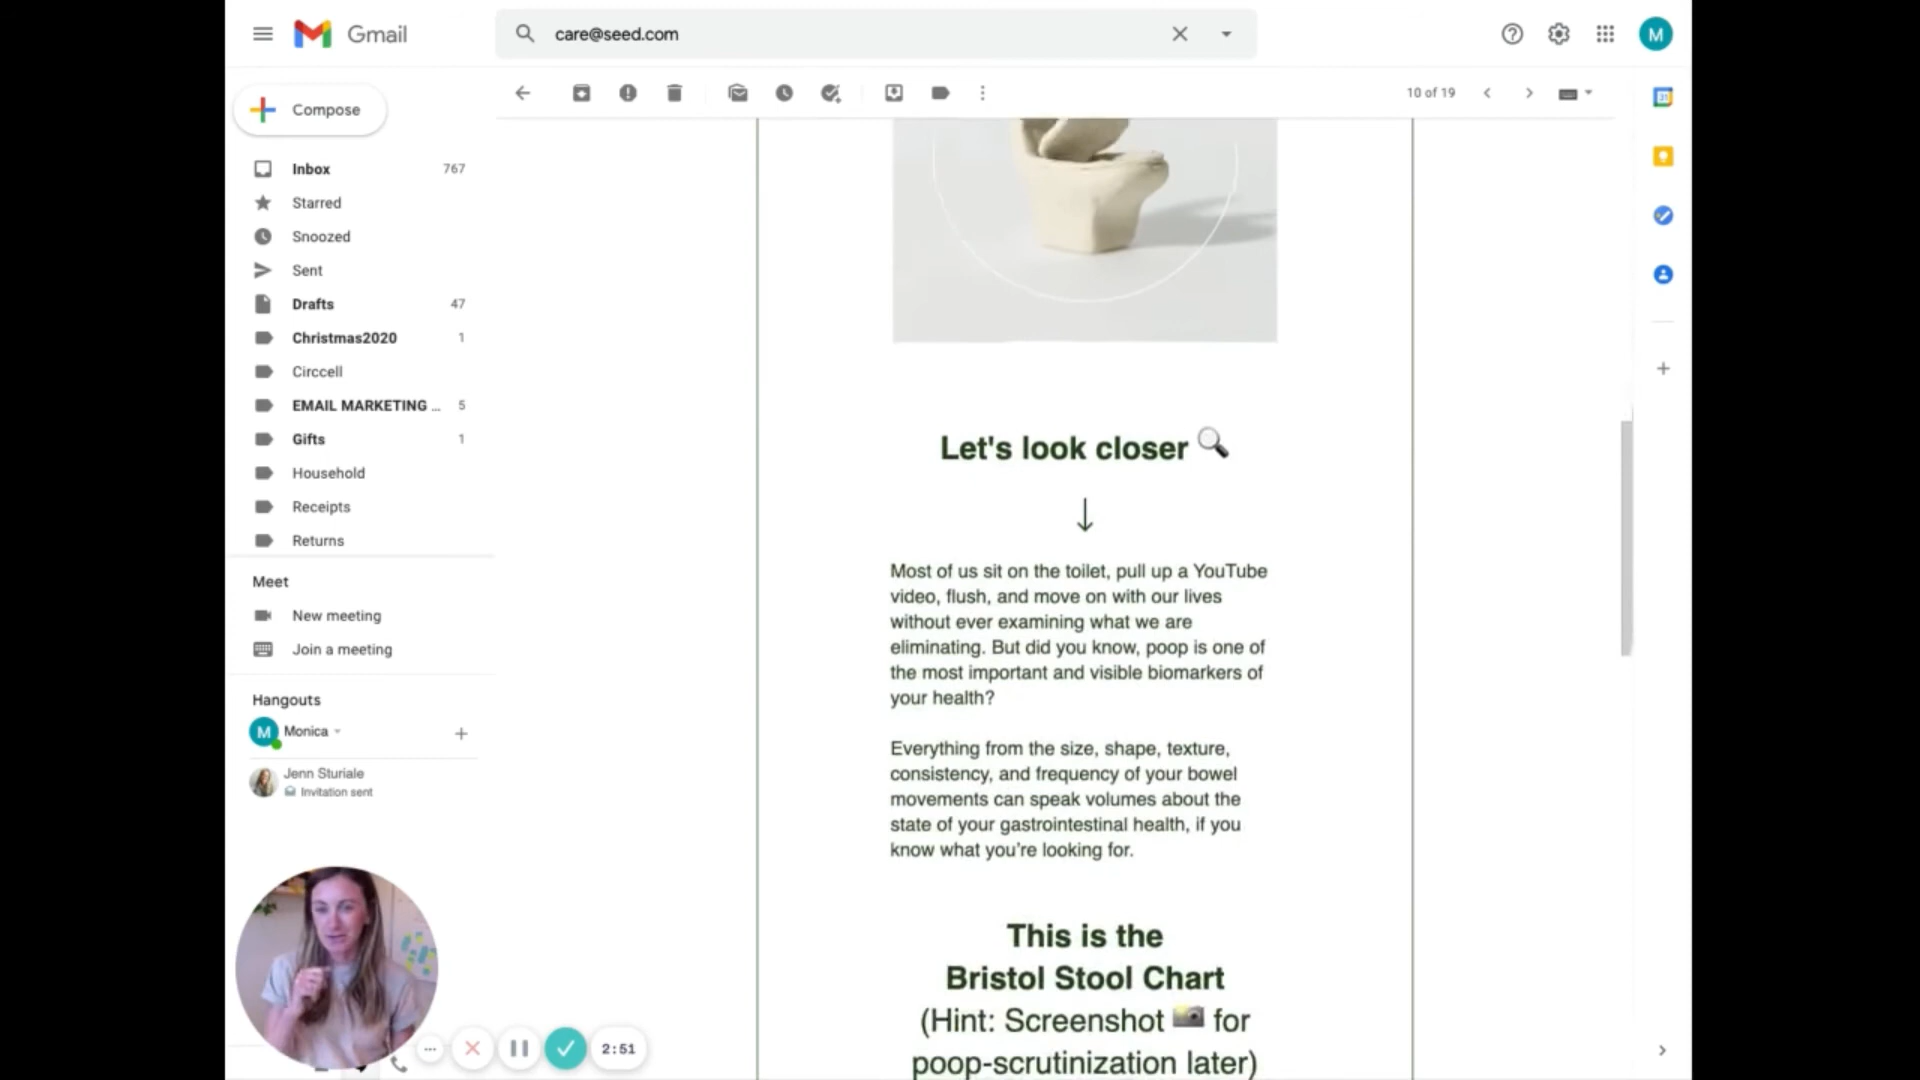 Gmail
care@seed.com
M
Compose
10 of 19
31
Inbox 767
Starred
Snoozed
Sent
Drafts 47
Christmas2020 1
Circcell
EMAIL MARKETING ... 5
Gifts 1
Household
Receipts
Returns
Meet
New meeting
Join a meeting
Hangouts
M Monica
Jenn Sturiale
Invitation sent
Let's look closer 🔍
↓
Most of us sit on the toilet, pull up a YouTube
video, flush, and move on with our lives
without ever examining what we are
eliminating. But did you know, poop is one of
the most important and visible biomarkers of
your health?
Everything from the size, shape, texture,
consistency, and frequency of your bowel
movements can speak volumes about the
state of your gastrointestinal health, if you
know what you're looking for.
This is the
Bristol Stool Chart
(Hint: Screenshot 📸 for
poop-scrutinization later)
2:51